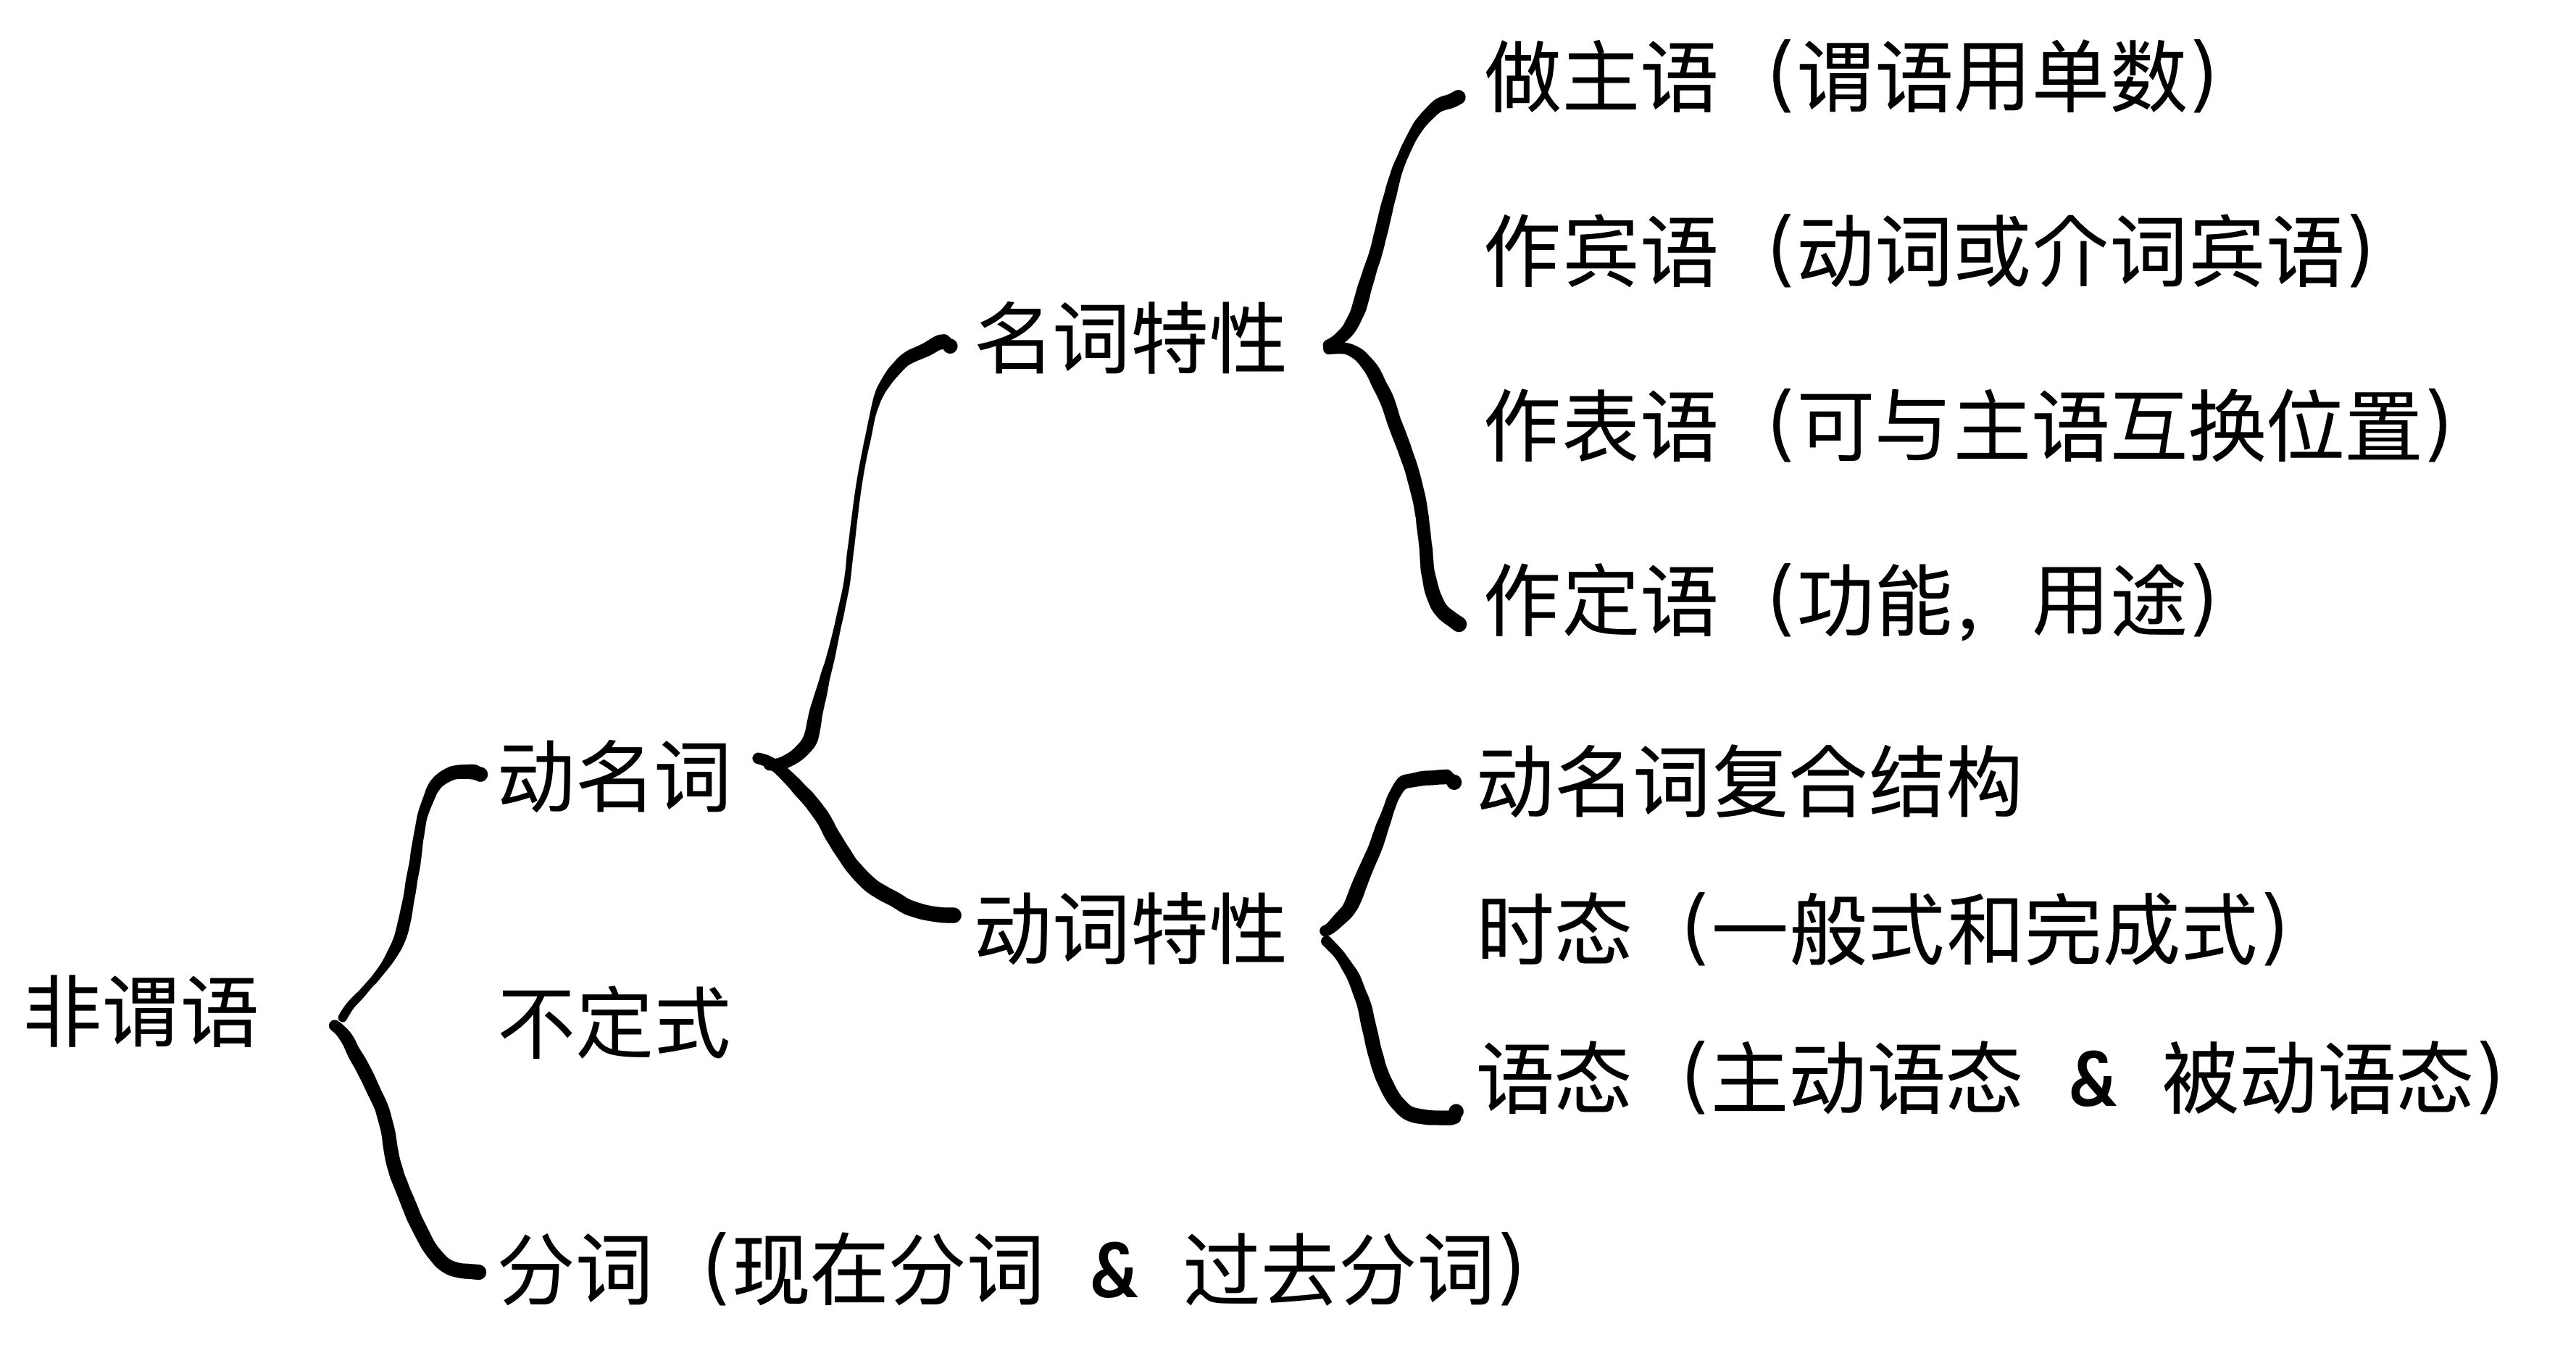 做主语（谓语用单数）
作宾语（动词或介词宾语）
名词特性
作表语（可与主语互换位置）
作定语（功能，用途）
动名词
动名词复合结构
动词特性
时态（一般式和完成式）
非谓语
不定式
语态（主动语态 & 被动语态）
分词（现在分词 & 过去分词）